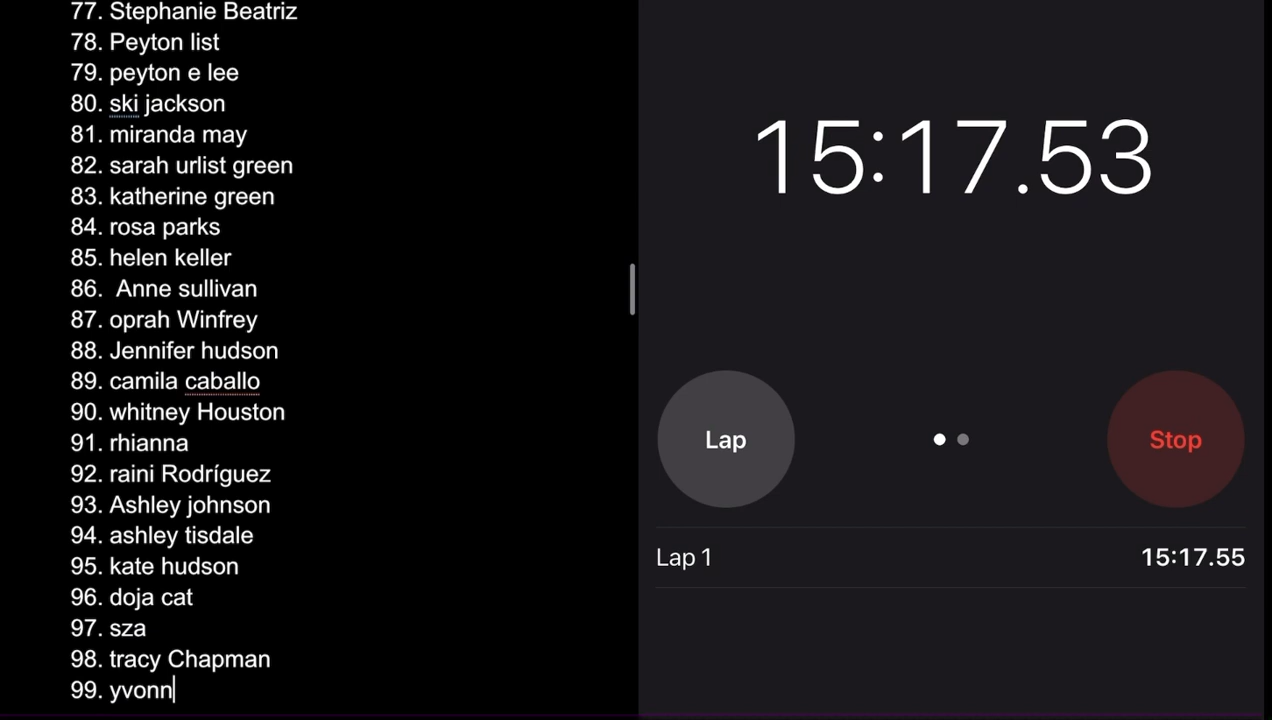 77. Stephanie Beatriz
78. Peyton list
79. peyton e lee
80. ski jackson
81. miranda may
82. sarah urlist green
83. katherine green
84. rosa parks
85. helen keller
86.  Anne sullivan
87. oprah Winfrey
88. Jennifer hudson
89. camila caballo
90. whitney Houston
91. rhianna
92. raini Rodríguez
93. Ashley johnson
94. ashley tisdale
95. kate hudson
96. doja cat
97. sza
98. tracy Chapman
99. yvonn
15:17.53
Lap
Stop
Lap 1 15:17.55